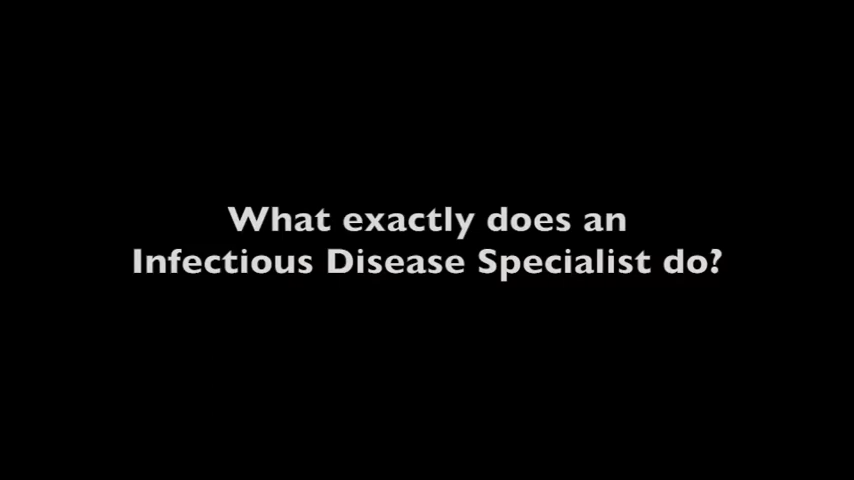 What exactly does an
Infectious Disease Specialist do?